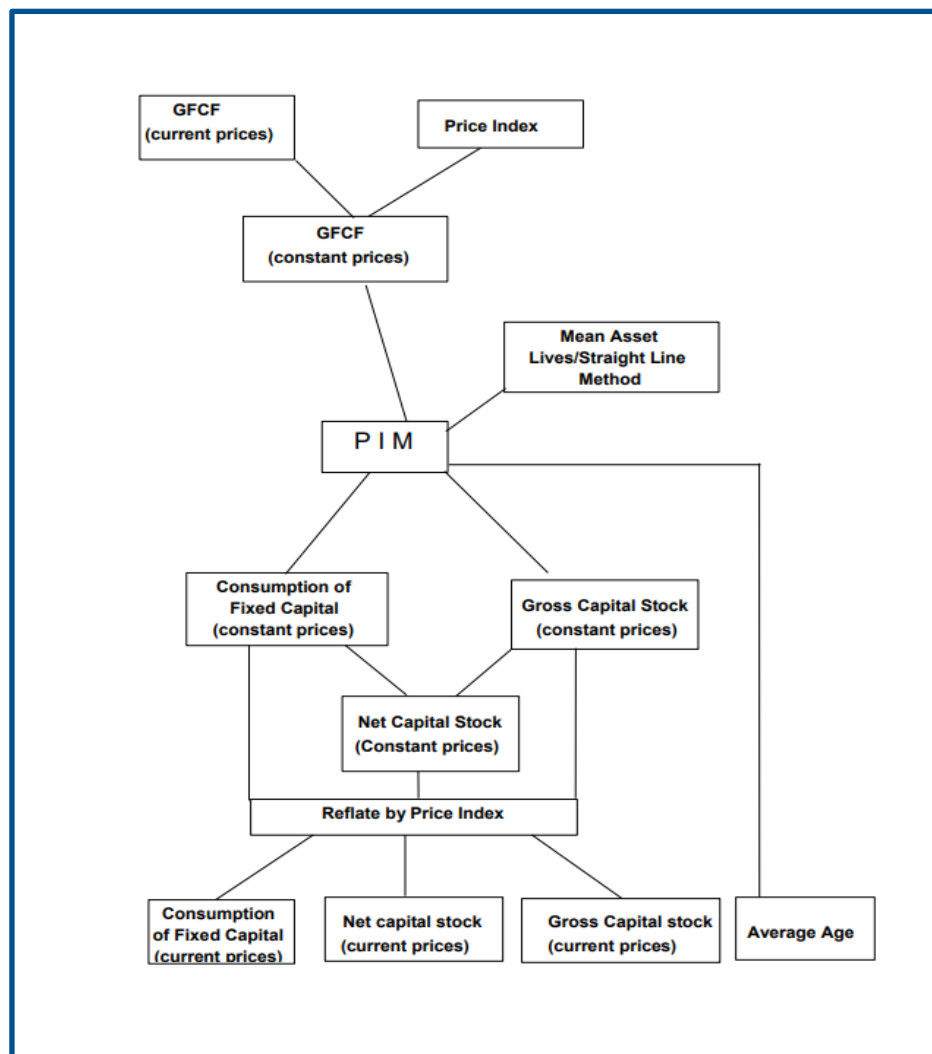 GFCF
(current prices)
Price Index
GFCF
(constant prices)
Mean Asset
Lives/Straight Line
Method
P I M
Consumption of
Fixed Capital
(constant prices)
Gross Capital Stock
(constant prices)
Net Capital Stock
(Constant prices)
Reflate by Price Index
Consumption
of Fixed Capital
(current prices)
Net capital stock
(current prices)
Gross Capital stock
(current prices)
Average Age